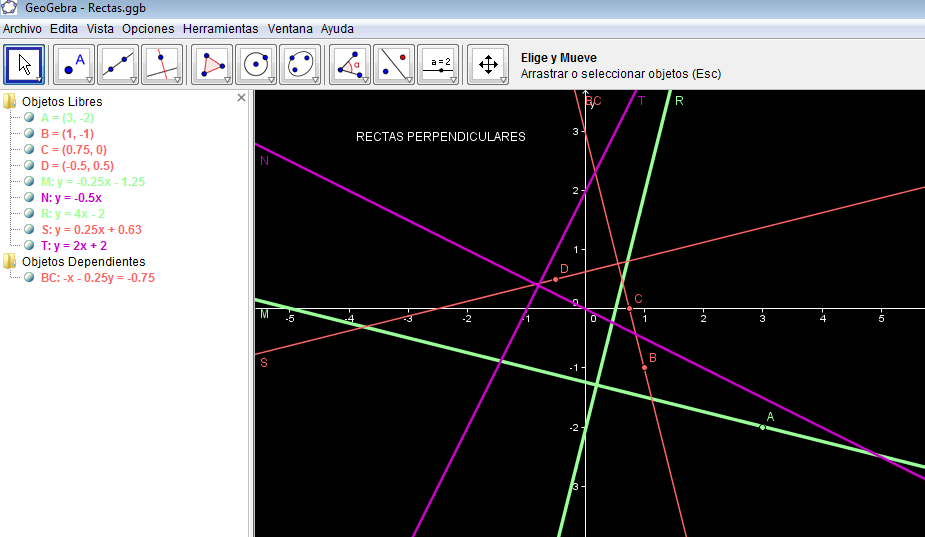 GeoGebra - Rectas.ggb
Archivo Edita Vista Opciones Herramientas Ventana Ayuda
A
α
a = 2
Elige y Mueve
Arrastrar o seleccionar objetos (Esc)
Objetos Libres
A = (3, -2)
B = (1, -1)
C = (0.75, 0)
D = (-0.5, 0.5)
M: y = -0.25x - 1.25
N: y = -0.5x
R: y = 4x - 2
S: y = 0.25x + 0.63
T: y = 2x + 2
Objetos Dependientes
BC: -x - 0.25y = -0.75
BC T R
y
RECTAS PERPENDICULARES
3
N
2
1
D
0
C
M
-5 -4 -3 -2 -1 0 1 2 3 4 5
S
B
-1
A
-2
-3